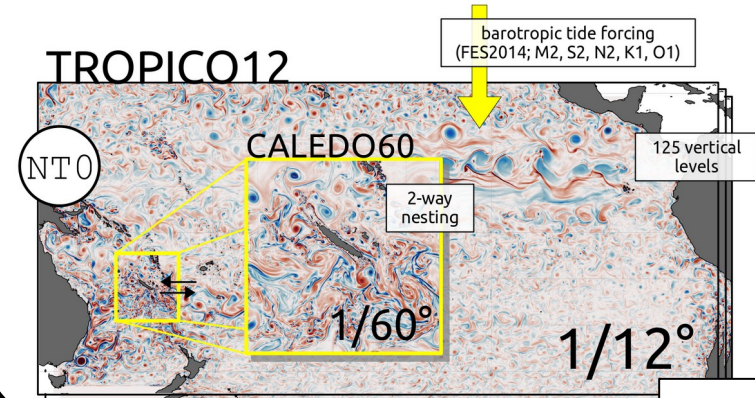 barotropic tide forcing
(FES2014; M2, S2, N2, K1, O1)
TROPICO12
NT0
CALEDO60
125 vertical
levels
2-way
nesting
1/60°
1/12°